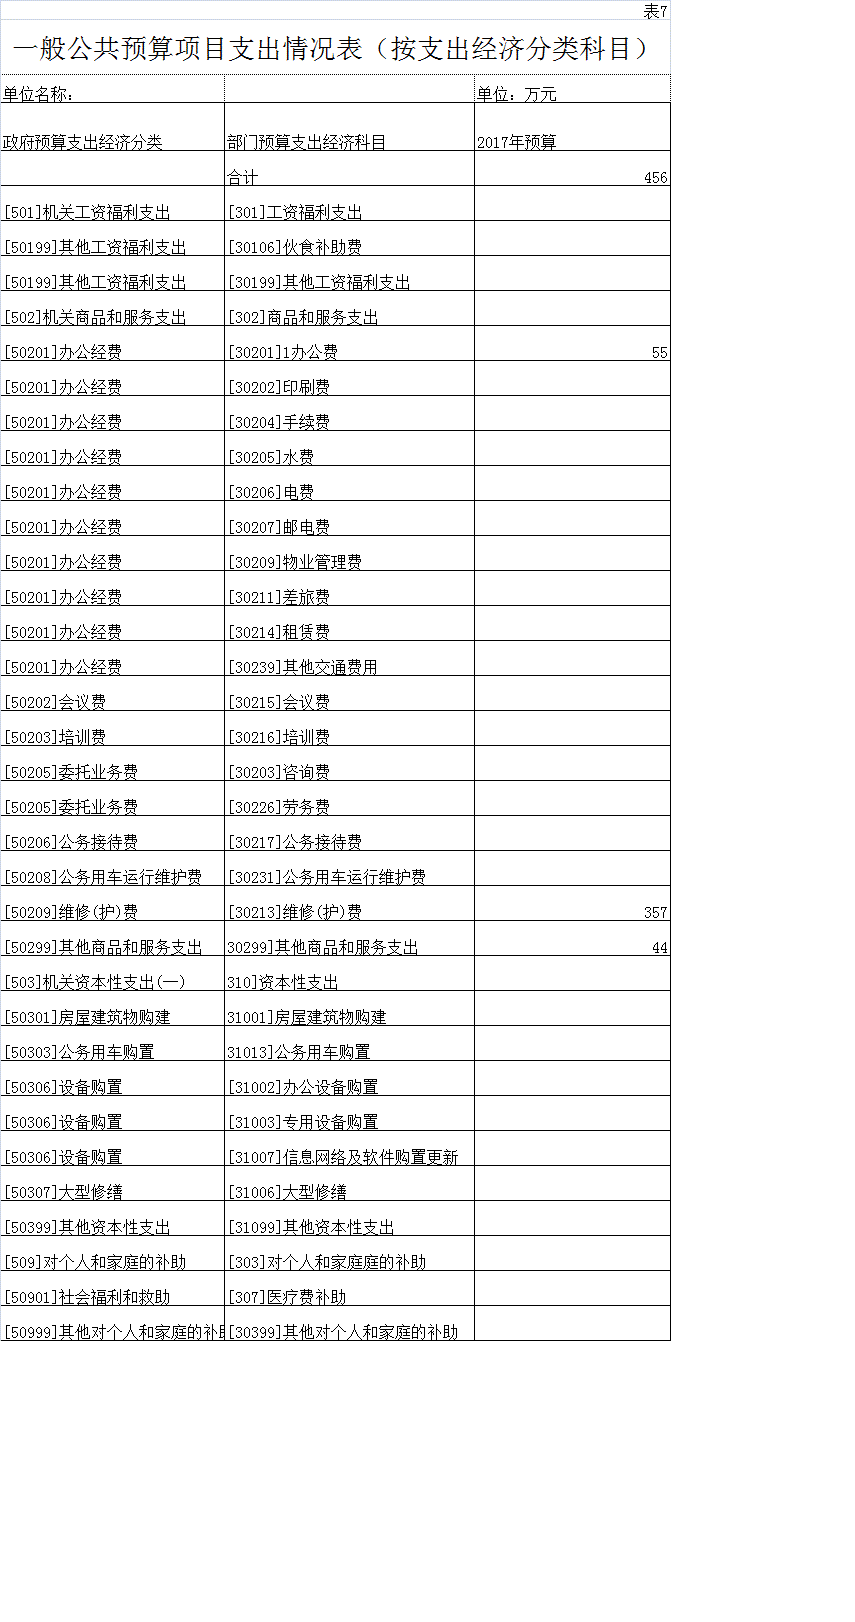 表7
一般公共预算项目支出情况表（按支出经济分类科目）
单位名称： 单位：万元
政府预算支出经济分类 部门预算支出经济科目 2017年预算
合计 456
[501]机关工资福利支出 [301]工资福利支出
[50199]其他工资福利支出 [30106]伙食补助费
[50199]其他工资福利支出 [30199]其他工资福利支出
[502]机关商品和服务支出 [302]商品和服务支出
[50201]办公经费 [30201]1办公费 55
[50201]办公经费 [30202]印刷费
[50201]办公经费 [30204]手续费
[50201]办公经费 [30205]水费
[50201]办公经费 [30206]电费
[50201]办公经费 [30207]邮电费
[50201]办公经费 [30209]物业管理费
[50201]办公经费 [30211]差旅费
[50201]办公经费 [30214]租赁费
[50201]办公经费 [30239]其他交通费用
[50202]会议费 [30215]会议费
[50203]培训费 [30216]培训费
[50205]委托业务费 [30203]咨询费
[50205]委托业务费 [30226]劳务费
[50206]公务接待费 [30217]公务接待费
[50208]公务用车运行维护费 [30231]公务用车运行维护费
[50209]维修(护)费 [30213]维修(护)费 357
[50299]其他商品和服务支出 30299]其他商品和服务支出 44
[503]机关资本性支出(一) 310]资本性支出
[50301]房屋建筑物购建 31001]房屋建筑物购建
[50303]公务用车购置 31013]公务用车购置
[50306]设备购置 [31002]办公设备购置
[50306]设备购置 [31003]专用设备购置
[50306]设备购置 [31007]信息网络及软件购置更新
[50307]大型修缮 [31006]大型修缮
[50399]其他资本性支出 [31099]其他资本性支出
[509]对个人和家庭的补助 [303]对个人和家庭庭的补助
[50901]社会福利和救助 [307]医疗费补助
[50999]其他对个人和家庭的补 [30399]其他对个人和家庭的补助